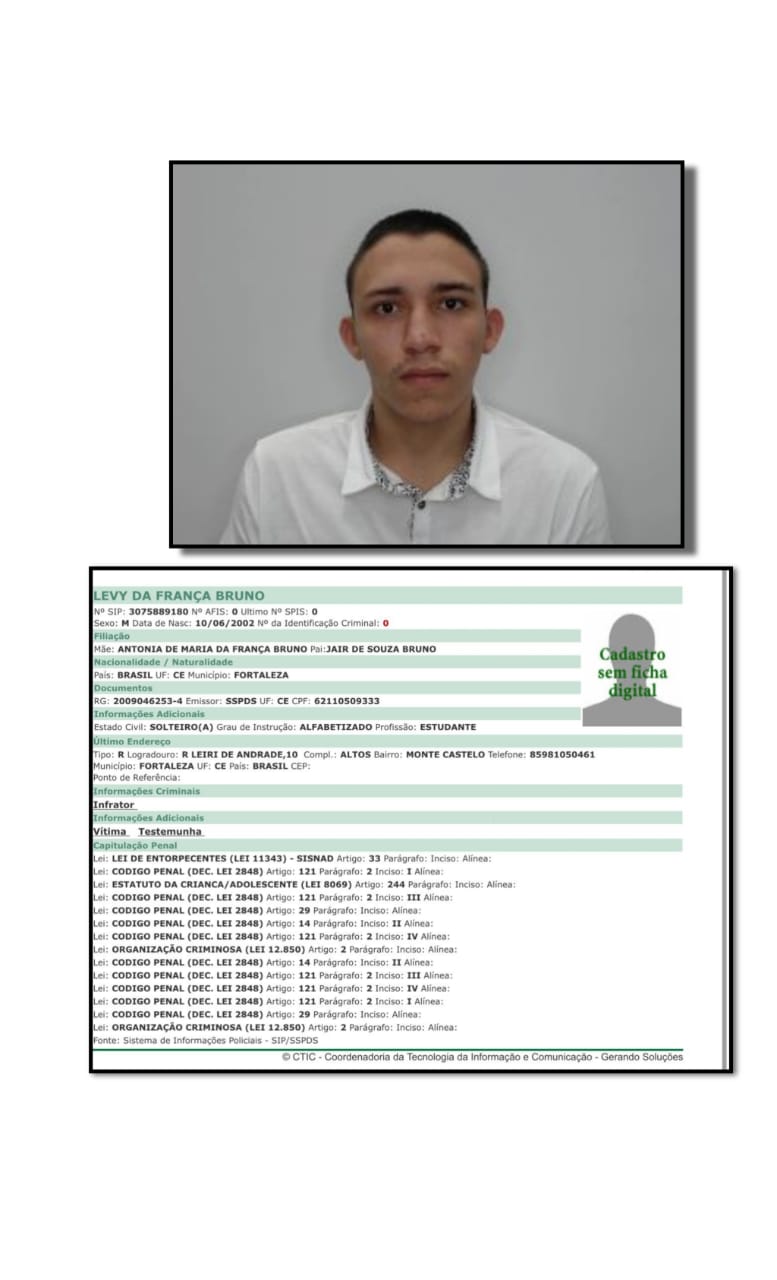 LEVY DA FRANÇA BRUNO
Nº SIP: 3075889180 Nº AFIS: 0 Ultimo Nº SPIS: 0
Sexo: M Data de Nasc: 10/06/2002 Nº da Identificação Criminal: 0
Filiação
Mãe: ANTONIA DE MARIA DA FRANÇA BRUNO Pai:JAIR DE SOUZA BRUNO
Nacionalidade / Naturalidade
País: BRASIL UF: CE Município: FORTALEZA
Documentos
RG: 2009046253-4 Emissor: SSPDS UF: CE CPF: 62110509333
Informações Adicionais
Estado Civil: SOLTEIRO(A) Grau de Instrução: ALFABETIZADO Profissão: ESTUDANTE
Cadastro
sem ficha
digital
Último Endereço
Tipo: R Logradouro: R LEIRI DE ANDRADE,10 Compl.: ALTOS Bairro: MONTE CASTELO Telefone: 85981050461
Município: FORTALEZA UF: CE País: BRASIL CEP:
Ponto de Referência:
Informações Criminais
Infrator
Informações Adicionais
Vítima Testemunha
Capitulação Penal
Lei: LEI DE ENTORPECENTES (LEI 11343) - SISNAD Artigo: 33 Parágrafo: Inciso: Alínea:
Lei: CODIGO PENAL (DEC. LEI 2848) Artigo: 121 Parágrafo: 2 Inciso: I Alínea:
Lei: ESTATUTO DA CRIANCA/ADOLESCENTE (LEI 8069) Artigo: 244 Parágrafo: Inciso: Alínea:
Lei: CODIGO PENAL (DEC. LEI 2848) Artigo: 121 Parágrafo: 2 Inciso: III Alínea:
Lei: CODIGO PENAL (DEC. LEI 2848) Artigo: 29 Parágrafo: Inciso: Alínea:
Lei: CODIGO PENAL (DEC. LEI 2848) Artigo: 14 Parágrafo: Inciso: II Alínea:
Lei: CODIGO PENAL (DEC. LEI 2848) Artigo: 121 Parágrafo: 2 Inciso: IV Alínea:
Lei: ORGANIZAÇÃO CRIMINOSA (LEI 12.850) Artigo: 2 Parágrafo: Inciso: Alínea:
Lei: CODIGO PENAL (DEC. LEI 2848) Artigo: 14 Parágrafo: Inciso: II Alínea:
Lei: CODIGO PENAL (DEC. LEI 2848) Artigo: 121 Parágrafo: 2 Inciso: III Alínea:
Lei: CODIGO PENAL (DEC. LEI 2848) Artigo: 121 Parágrafo: 2 Inciso: IV Alínea:
Lei: CODIGO PENAL (DEC. LEI 2848) Artigo: 121 Parágrafo: 2 Inciso: I Alínea:
Lei: CODIGO PENAL (DEC. LEI 2848) Artigo: 29 Parágrafo: Inciso: Alínea:
Lei: ORGANIZAÇÃO CRIMINOSA (LEI 12.850) Artigo: 2 Parágrafo: Inciso: Alínea:
Fonte: Sistema de Informações Policiais - SIP/SSPDS
© CTIC - Coordenadoria da Tecnologia da Informação e Comunicação - Gerando Soluções